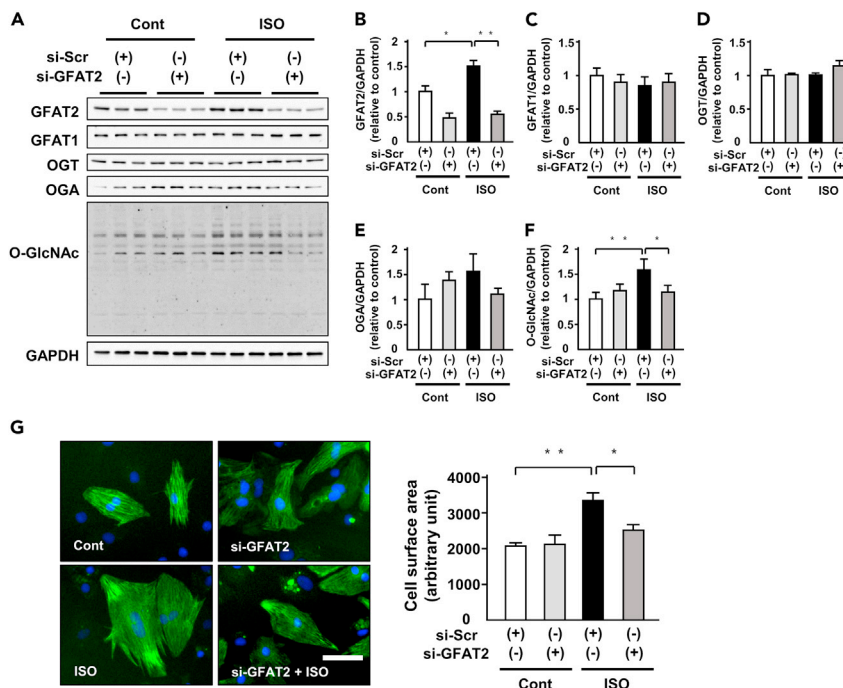 A
Cont ISO
si-Scr (+) (-) (+) (-)
si-GFAT2 (-) (+) (-) (+)
GFAT2
GFAT1
OGT
OGA
O-GlcNAc
GAPDH
B
GFAT2/GAPDH
(relative to control)
2
1.5
1
0.5
0
* **
si-Scr (+) (-) (+) (-)
si-GFAT2 (-) (+) (-) (+)
Cont ISO
C
GFAT1/GAPDH
(relative to control)
1.5
1
0.5
0
si-Scr (+) (-) (+) (-)
si-GFAT2 (-) (+) (-) (+)
Cont ISO
D
OGT/GAPDH
(relative to control)
1.5
1
0.5
0
si-Scr (+) (-) (+) (-)
si-GFAT2 (-) (+) (-) (+)
Cont ISO
E
OGA/GAPDH
(relative to control)
2
1.5
1
0.5
0
si-Scr (+) (-) (+) (-)
si-GFAT2 (-) (+) (-) (+)
Cont ISO
F
O-GlcNAc/GAPDH
(relative to control)
2
1.5
1
0.5
0
** *
si-Scr (+) (-) (+) (-)
si-GFAT2 (-) (+) (-) (+)
Cont ISO
G
Cont
si-GFAT2
ISO
si-GFAT2 + ISO
Cell surface area
(arbitrary unit)
4000
3000
2000
1000
0
** *
si-Scr (+) (-) (+) (-)
si-GFAT2 (-) (+) (-) (+)
Cont ISO